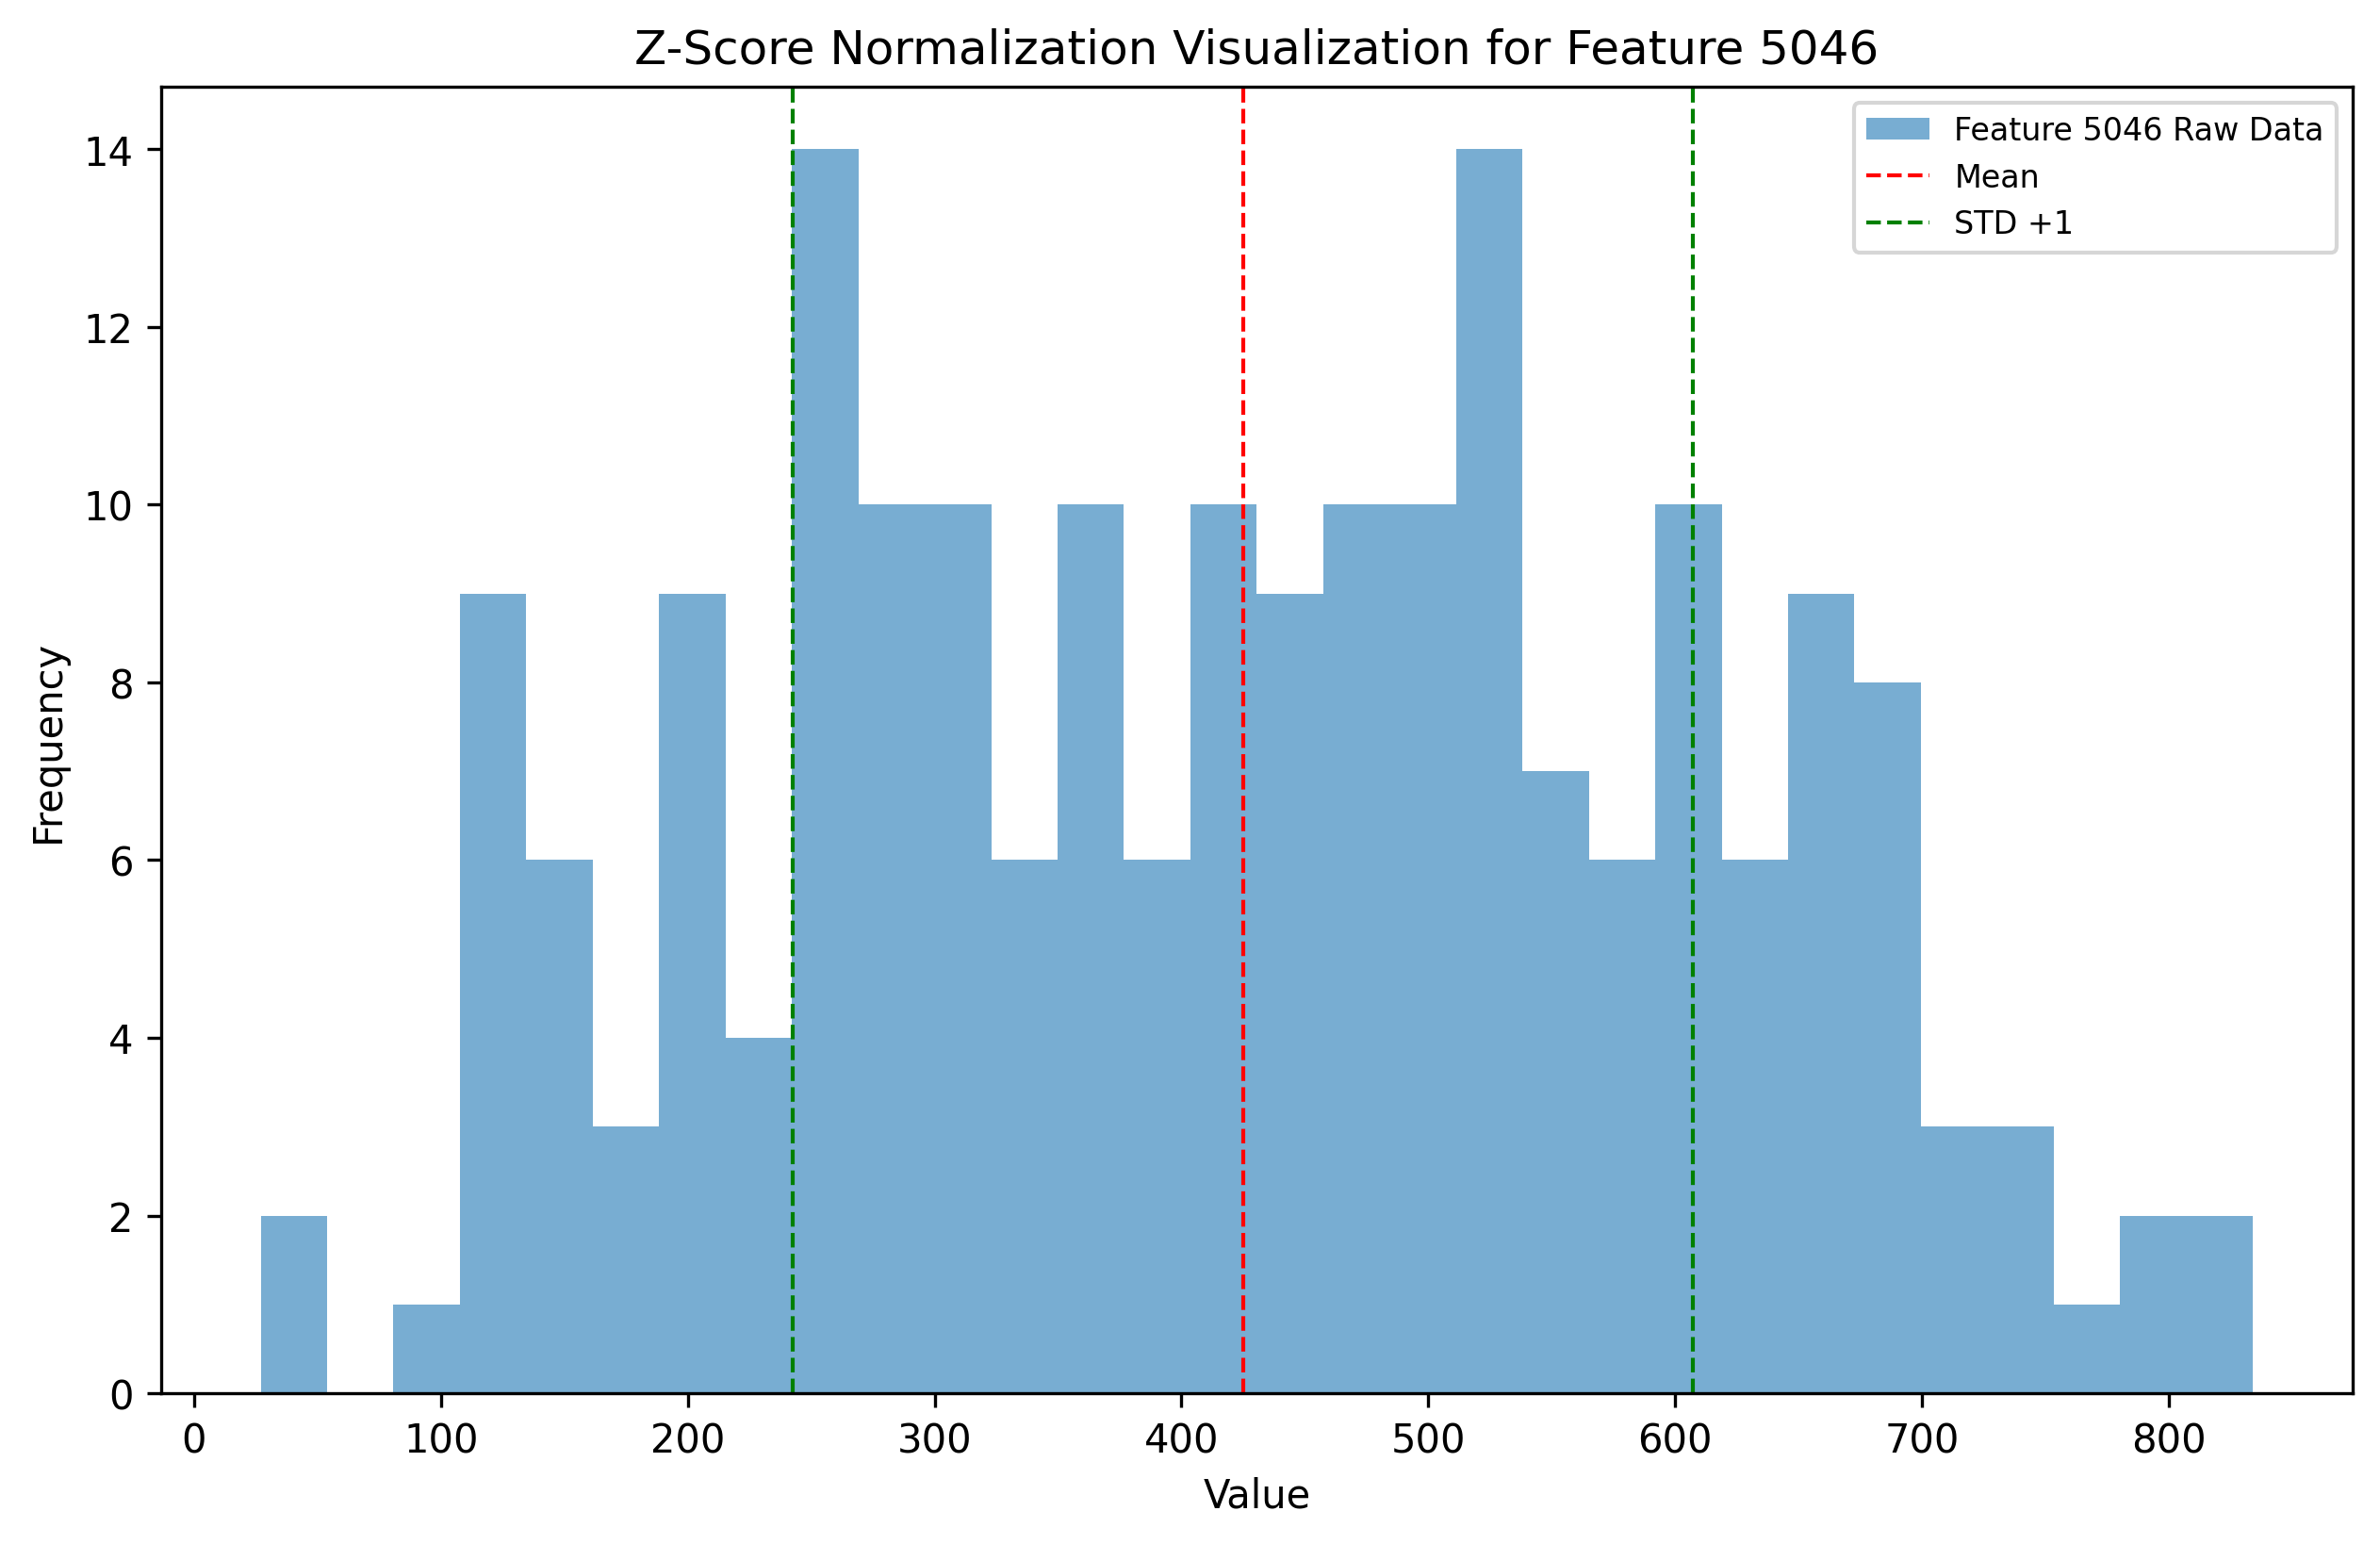 Z-Score Normalization Visualization for Feature 5046
Feature 5046 Raw Data
Mean
STD +1
14
12
10
8
6
4
2
0
Frequency
0 100 200 300 400 500 600 700 800
Value